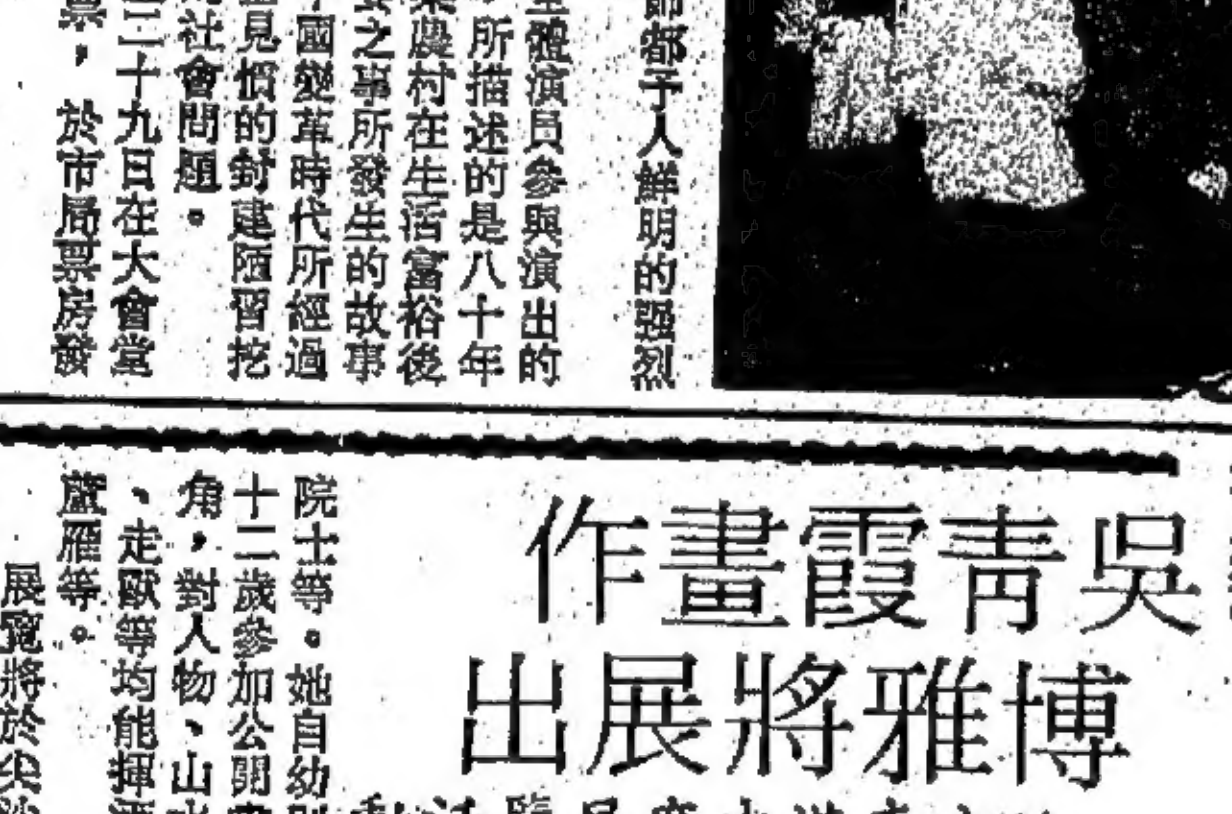 節都予人鮮明的强烈
體演員參與演出的
所描述的是八十年
農村在生活富裕後
之事所發生的故事
國變革時代所經過
見慣的封建陋習挖
社會問題。
二十九日在大會堂
票,於市局票房發
吳青霞畫作
博雅將展出
院士等。她自幼
十二歲參加公開
角,對人物、山水
、走獸等均能揮
蘆雁等。
展覽將於